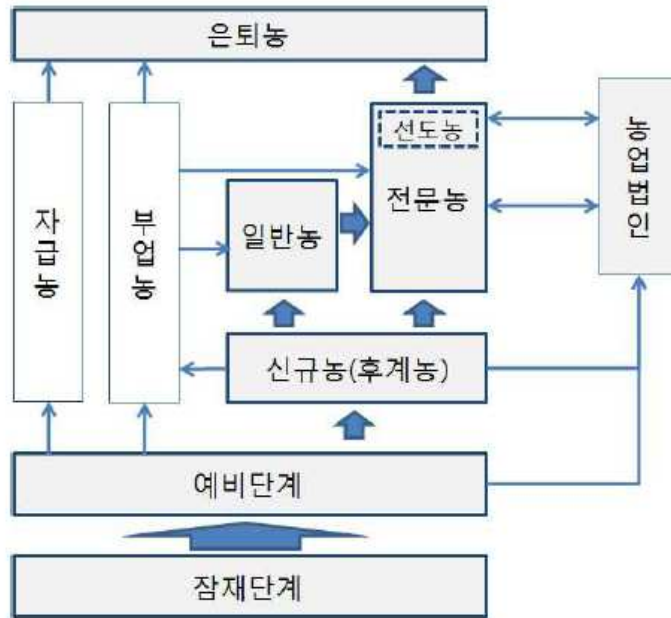 은퇴농
자급농
부업농
일반농
선도농
전문농
농업법인
신규농(후계농)
예비단계
잠재단계